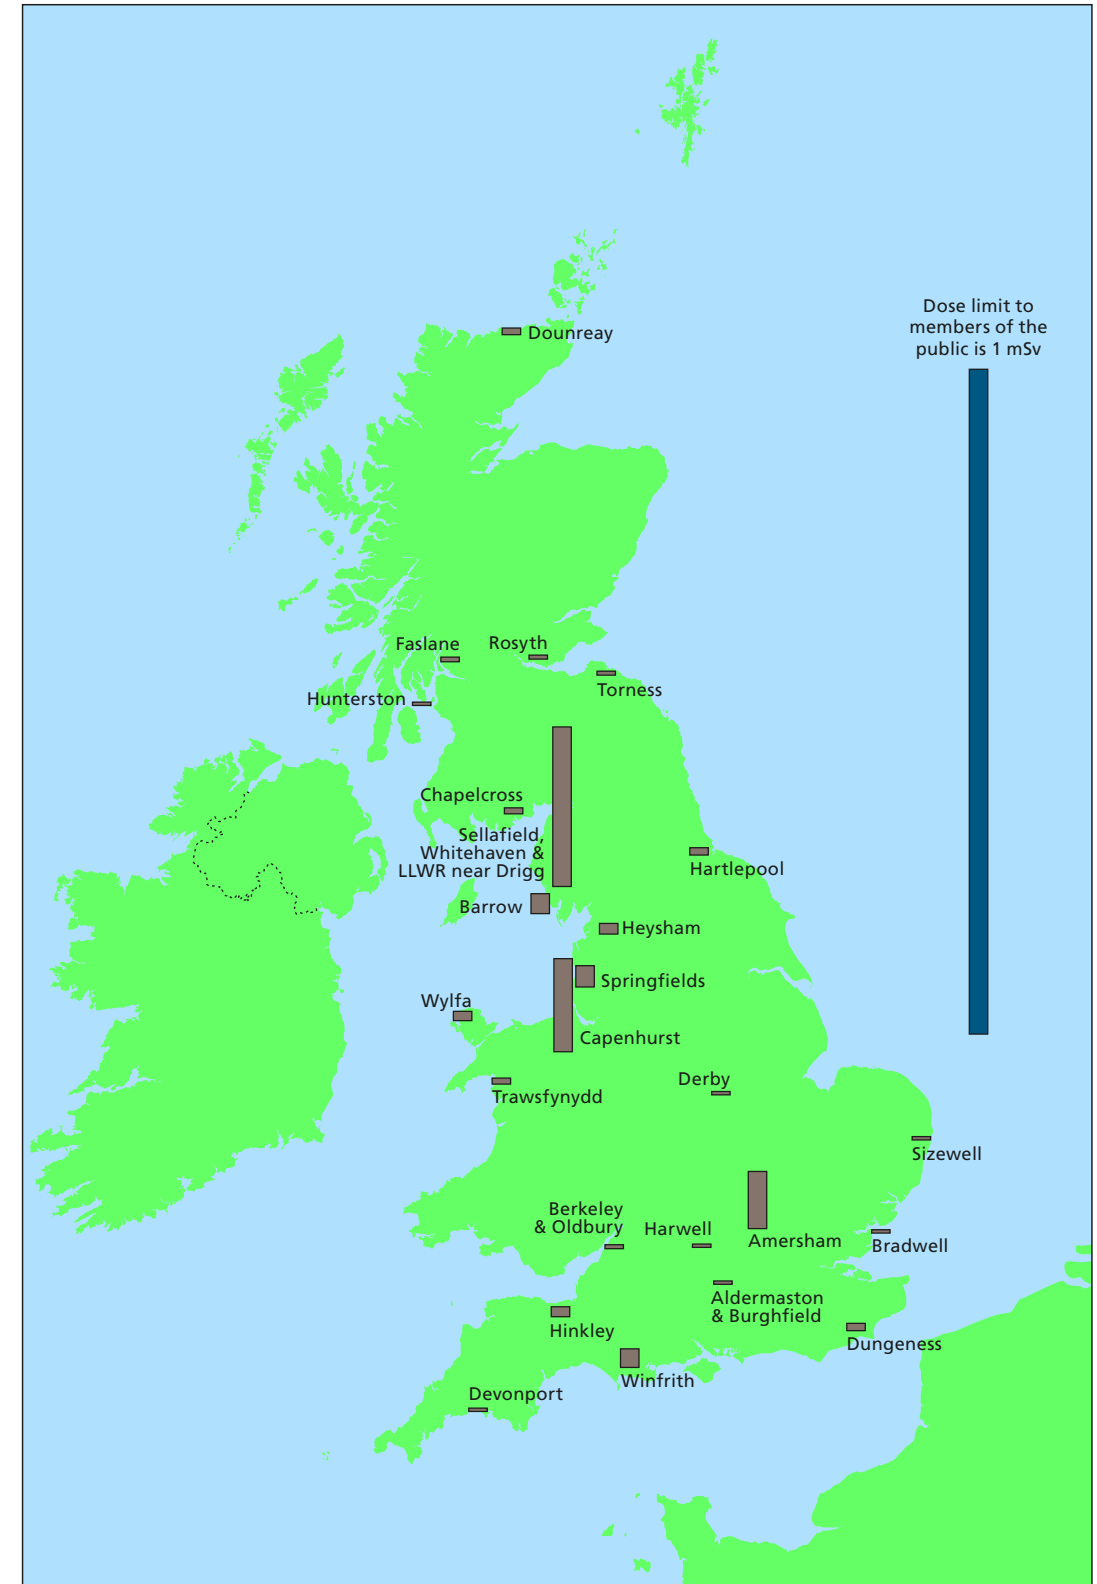 Dose limit to
members of the
public is 1 mSv
Dounreay
Faslane
Rosyth
Torness
Hunterston
Chapelcross
Sellafield,
Whitehaven &
LLWR near Drigg
Hartlepool
Barrow
Heysham
Springfields
Wylfa
Capenhurst
Derby
Trawsfynydd
Sizewell
Berkeley
& Oldbury
Harwell
Amersham
Bradwell
Aldermaston
& Burghfield
Hinkley
Dungeness
Winfrith
Devonport